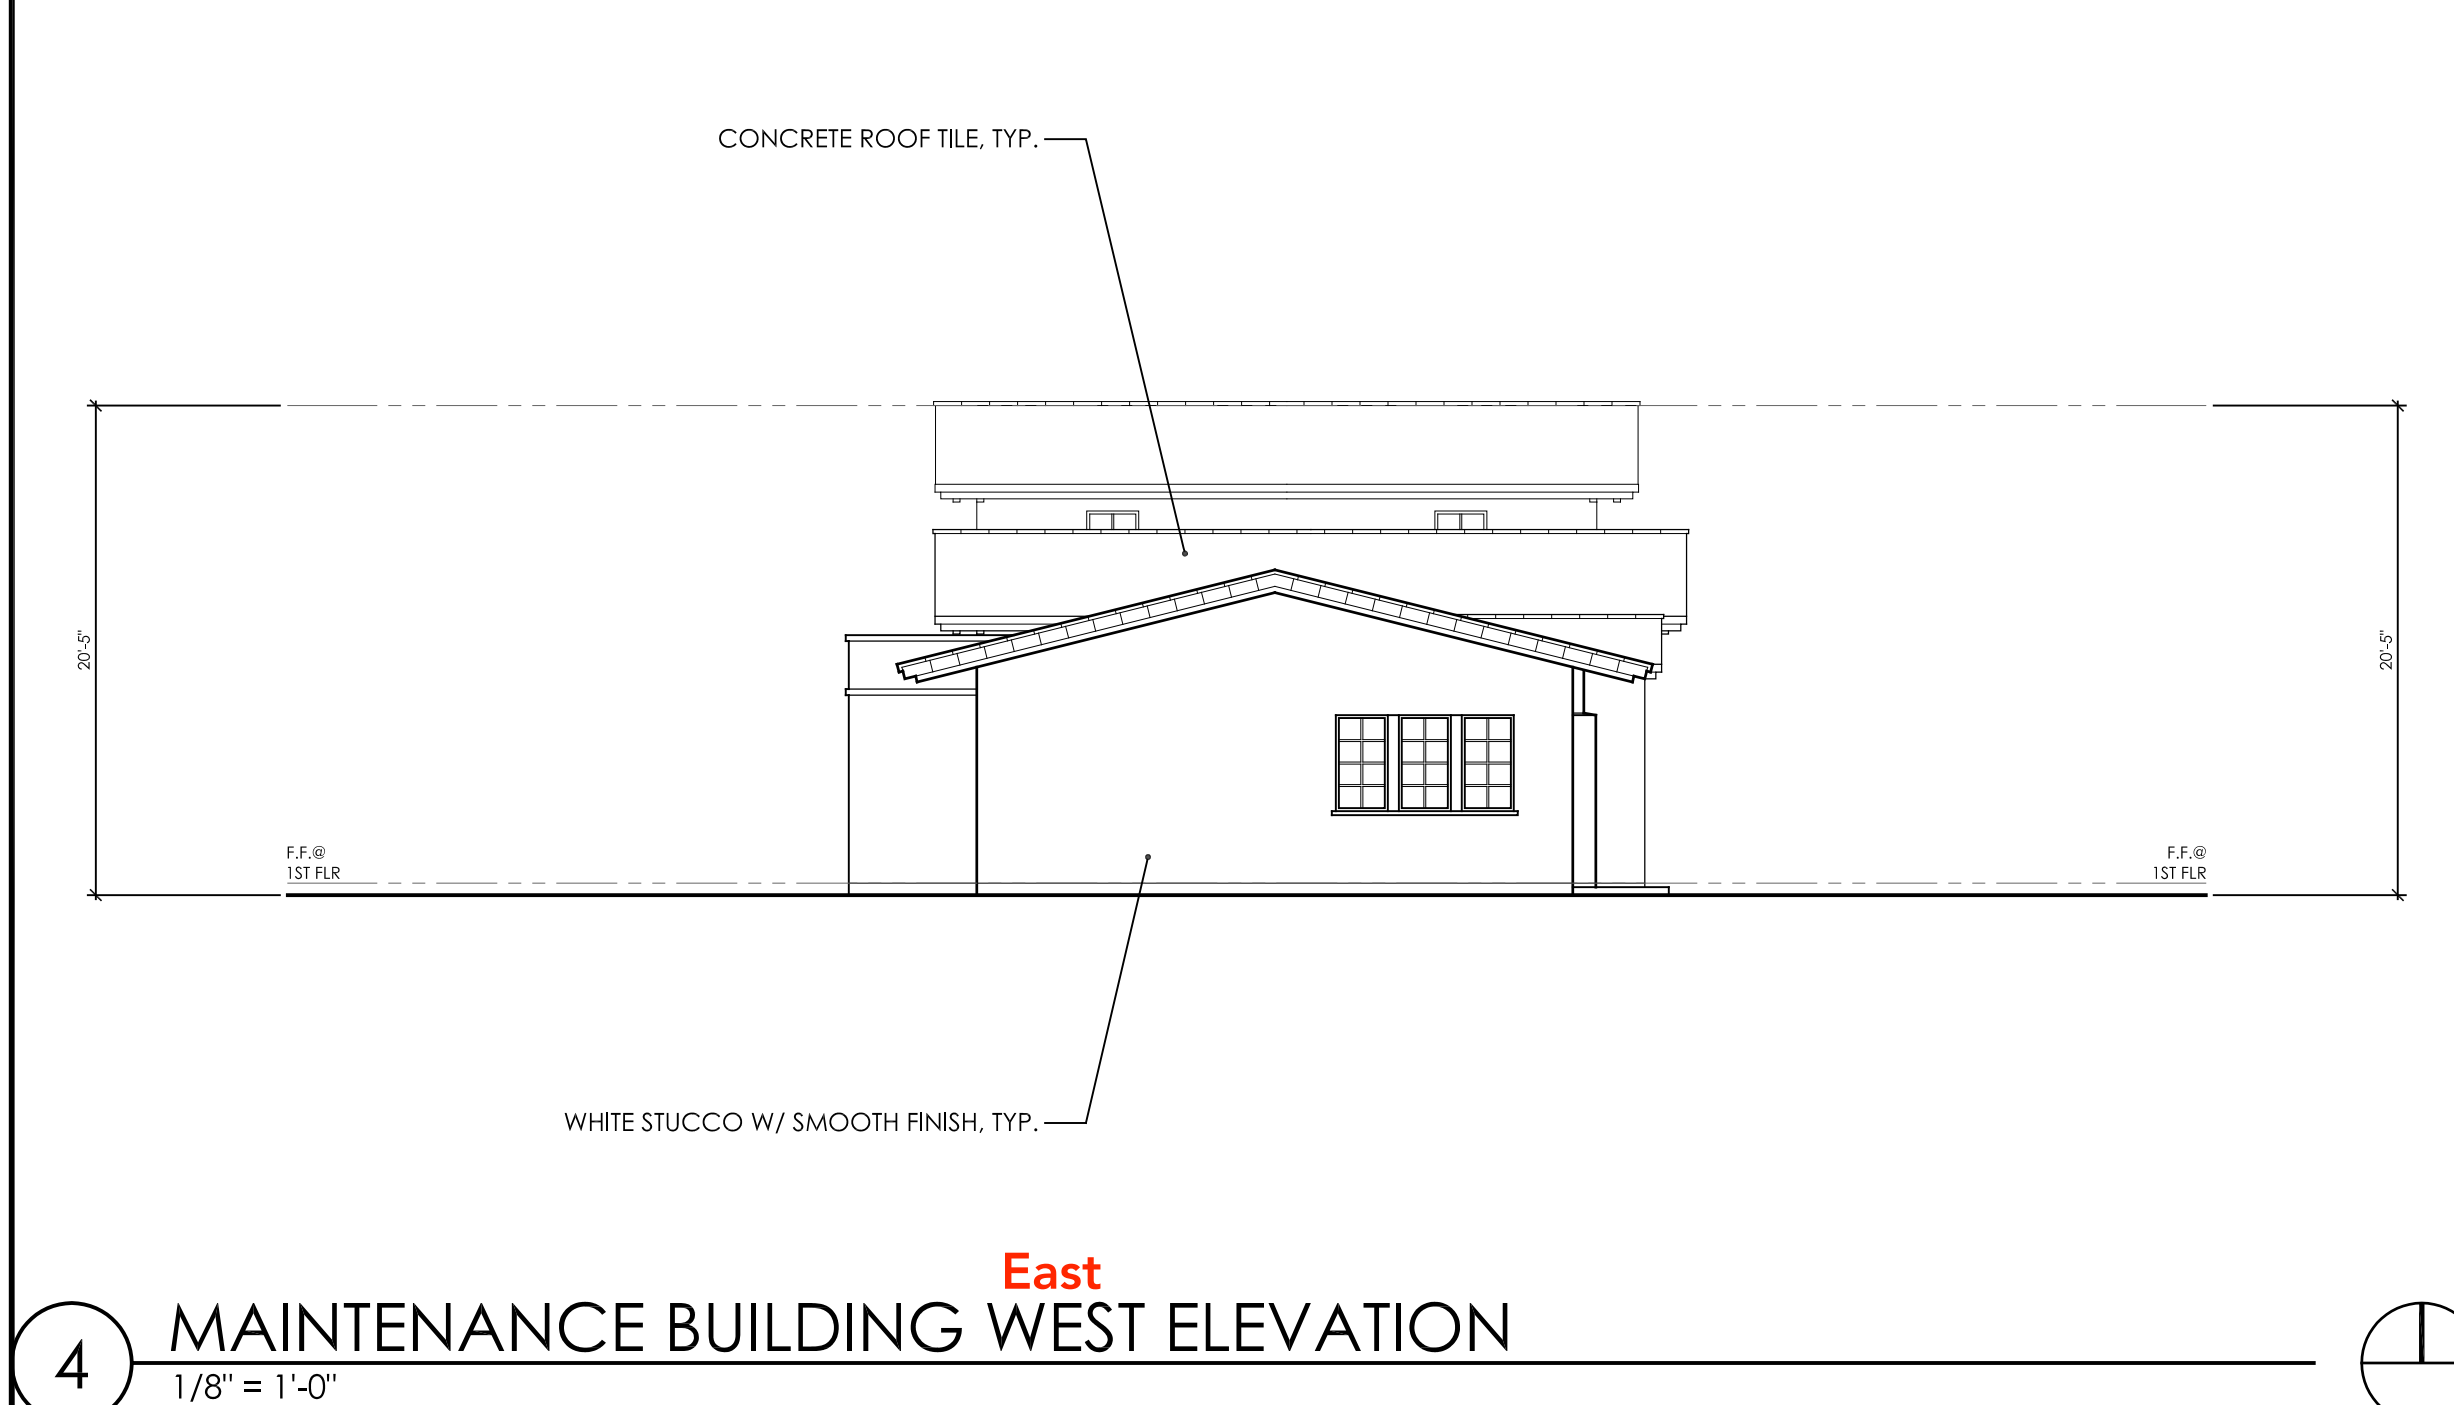 CONCRETE ROOF TILE, TYP.
20'-5"
20'-5"
F.F.@
1ST FLR
F.F.@
1ST FLR
WHITE STUCCO W/ SMOOTH FINISH, TYP.
East
4
MAINTENANCE BUILDING WEST ELEVATION
1/8" = 1'-0"